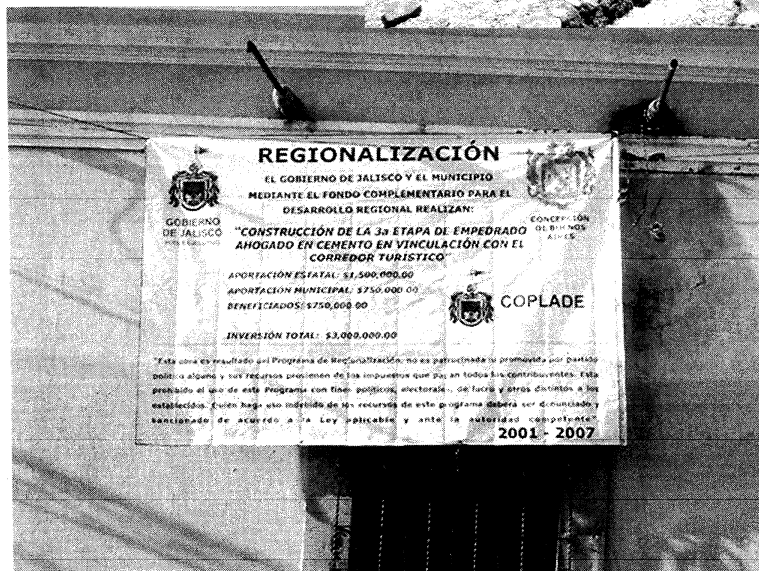 REGIONALIZACIÓN
EL GOBIERNO DE JALISCO Y EL MUNICIPIO
MEDIANTE EL FONDO COMPLEMENTARIO PARA EL
DESARROLLO REGIONAL REALIZAN:
GOBIERNO
DE JALISCO
CONCEPCIÓN
DE BUENOS
AIRES
"CONSTRUCCIÓN DE LA 3a ETAPA DE EMPEDRADO
AHOGADO EN CEMENTO EN VINCULACIÓN CON EL
CORREDOR TURISTICO"
APORTACIÓN ESTATAL: $1,500,000.00
APORTACIÓN MUNICIPAL: $750,000.00
BENEFICIADOS: $750,000.00
COPLADE
INVERSIÓN TOTAL: $3,000,000.00
"Esta obra es resultado del Programa de Regionalización, no es patrocinada ni promovida por partido
político alguno y sus recursos provienen de los impuestos que pagan todos los contribuyentes. Esta
prohibido el uso de este Programa con fines políticos, electorales, de lucro y otros distintos a los
establecidos. Quien haga uso indebido de los recursos de este programa deberá ser denunciado y
sancionado de acuerdo a la Ley aplicable y ante la autoridad competente".
2001 - 2007